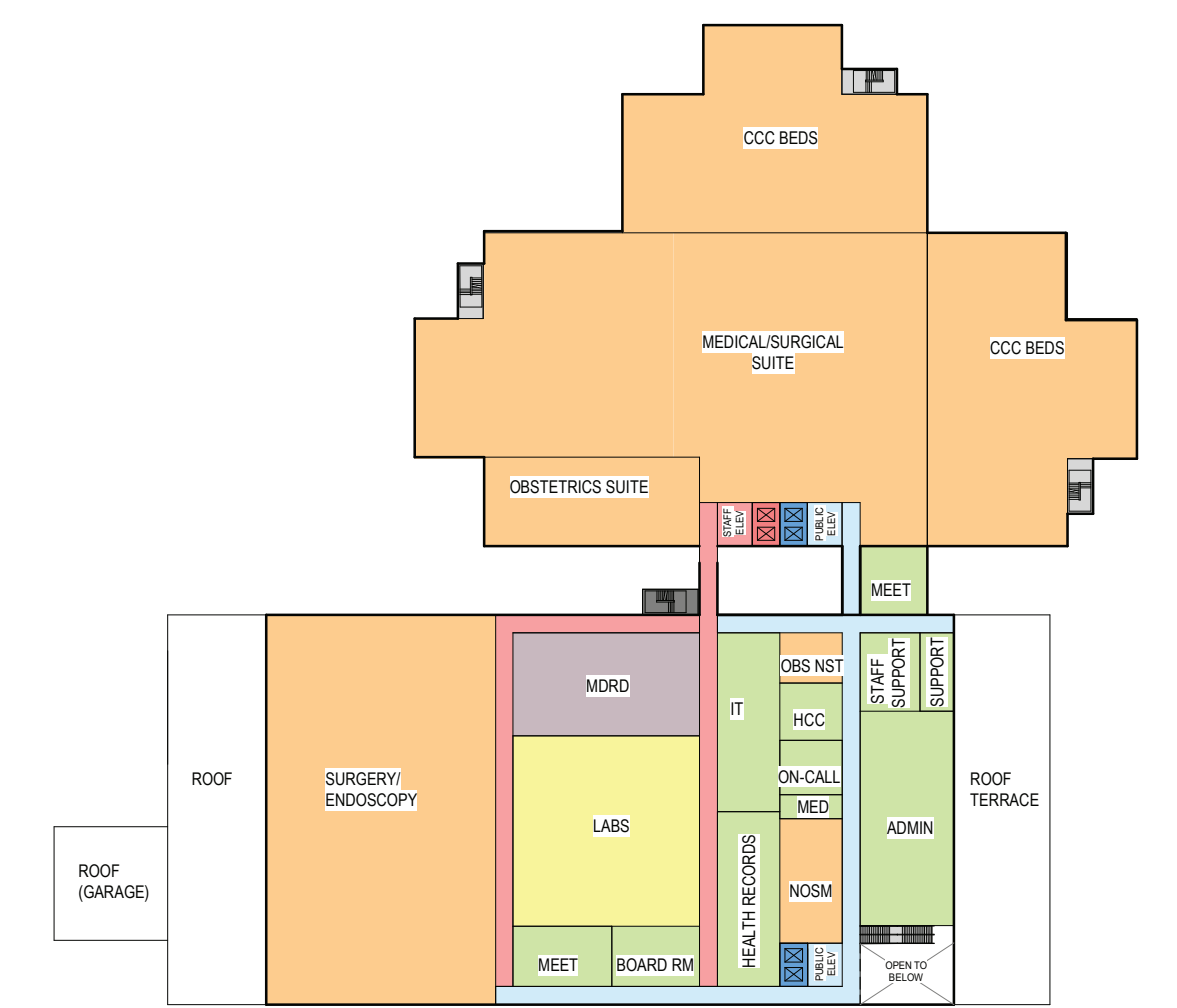 CCC BEDS
MEDICAL/SURGICAL
SUITE
CCC BEDS
OBSTETRICS SUITE
STAFF
ELEV
PUBLIC
ELEV
MEET
MDRD
IT
OBS NST
STAFF
SUPPORT
SUPPORT
HCC
ROOF
SURGERY/
ENDOSCOPY
ON-CALL
ROOF
TERRACE
MED
LABS
ADMIN
ROOF
(GARAGE)
HEALTH RECORDS
NOSM
MEET
BOARD RM
PUBLIC
ELEV
OPEN TO
BELOW